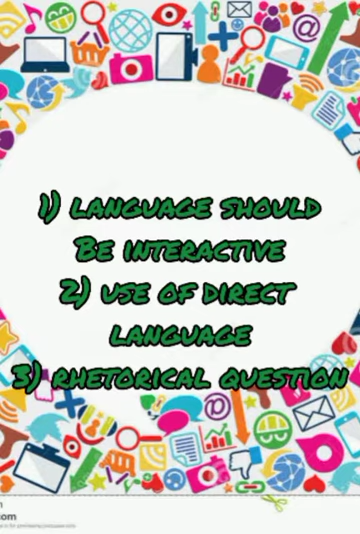 1) LANGUAGE SHOULD
BE INTERACTIVE
2) USE OF DIRECT
LANGUAGE
3) RHETORICAL QUESTION